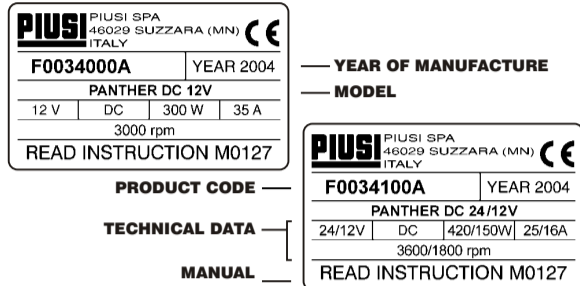 PIUSI PIUSI SPA
46029 SUZZARA (MN)
ITALY
CE
F0034000A YEAR 2004
PANTHER DC 12V
12 V DC 300 W 35 A
3000 rpm
READ INSTRUCTION M0127
YEAR OF MANUFACTURE
MODEL
PRODUCT CODE
TECHNICAL DATA
MANUAL
PIUSI PIUSI SPA
46029 SUZZARA (MN)
ITALY
CE
F0034100A YEAR 2004
PANTHER DC 24/12V
24/12V DC 420/150W 25/16A
3600/1800 rpm
READ INSTRUCTION M0127